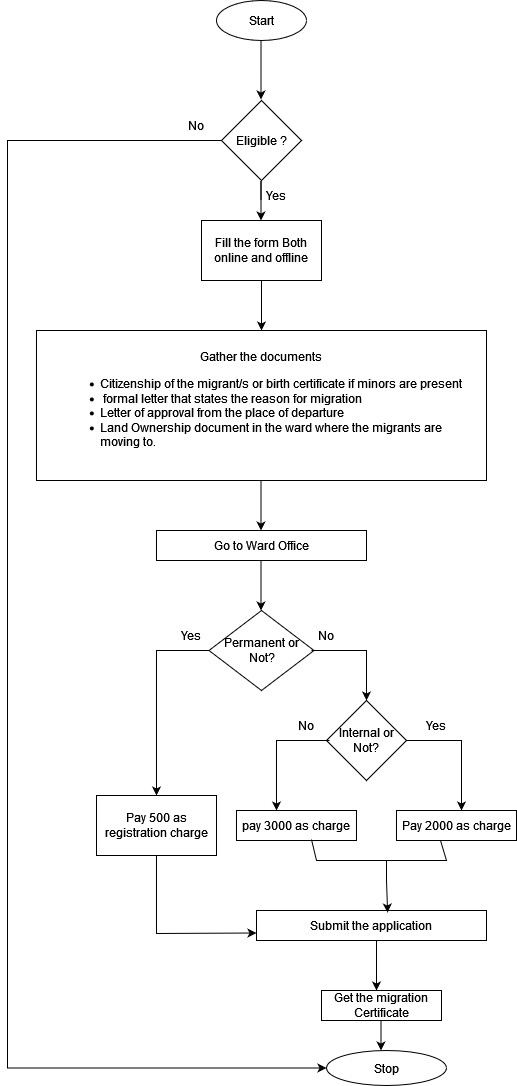 Start
No
Eligible ?
Yes
Fill the form Both
online and offline
Gather the documents
• Citizenship of the migrant/s or birth certificate if minors are present
• formal letter that states the reason for migration
• Letter of approval from the place of departure
• Land Ownership document in the ward where the migrants are
moving to.
Go to Ward Office
Yes
Permanent or
Not?
No
No
Internal or
Not?
Yes
Pay 500 as
registration charge
pay 3000 as charge
Pay 2000 as charge
Submit the application
Get the migration
Certificate
Stop